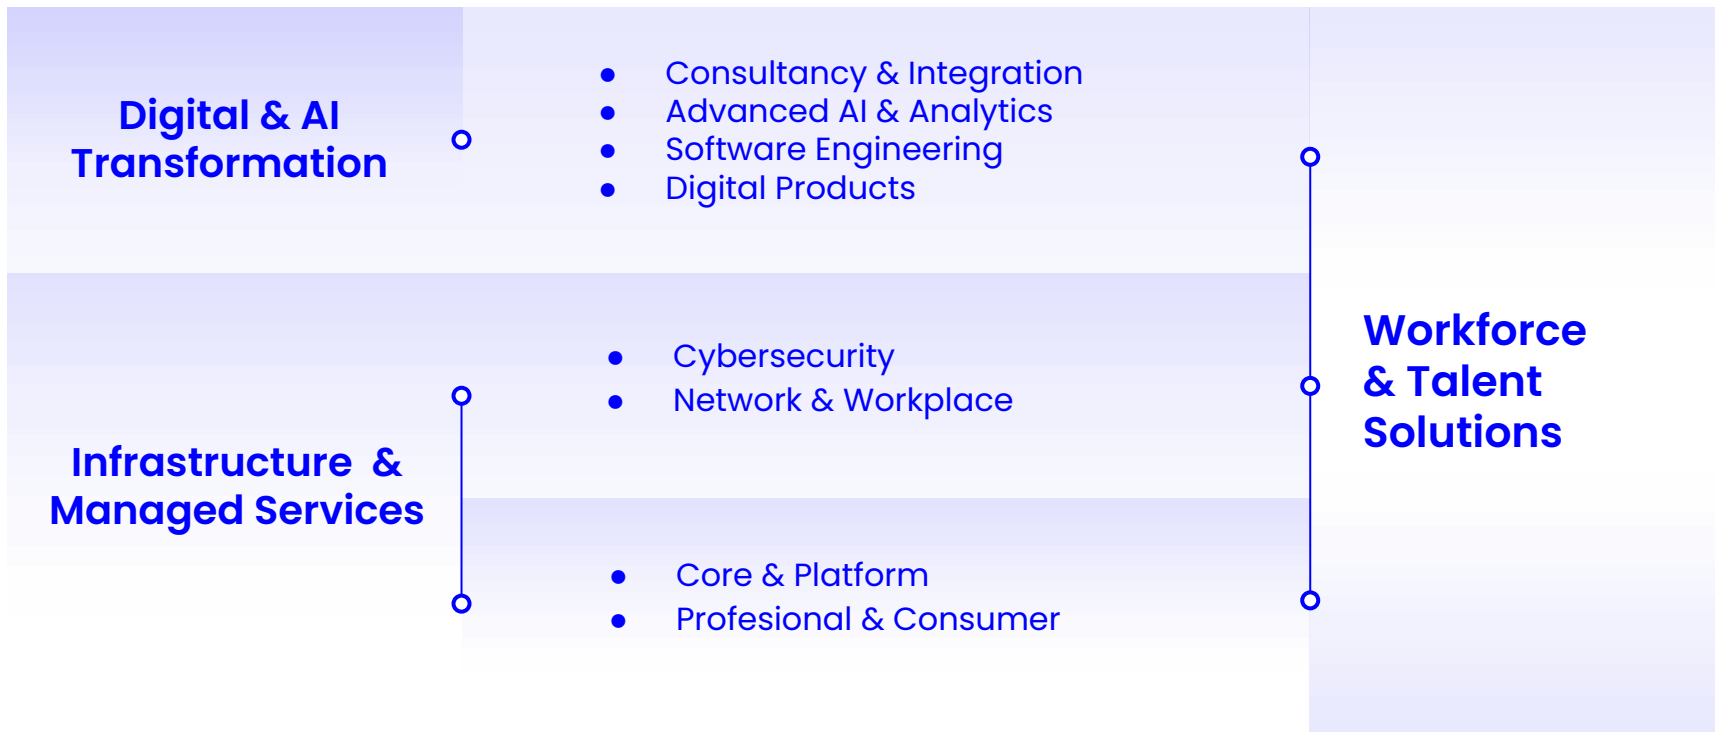 Digital & AI
Transformation
● Consultancy & Integration
● Advanced AI & Analytics
● Software Engineering
● Digital Products
Infrastructure  &
Managed Services
● Cybersecurity
● Network & Workplace
● Core & Platform
● Profesional & Consumer
Workforce
& Talent
Solutions